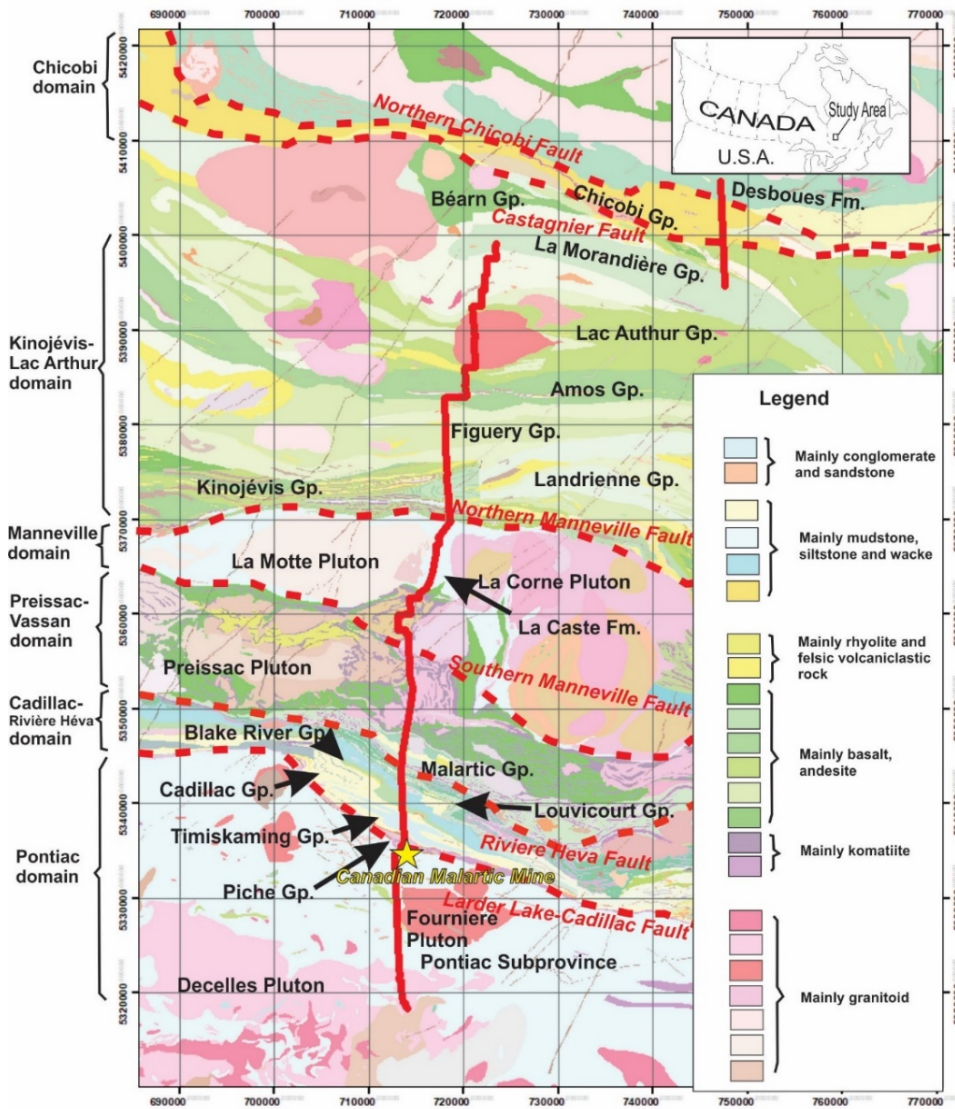 690000 700000 710000 720000 730000 740000 750000 760000 770000
5420000
5410000
5400000
5390000
5380000
5370000
5360000
5350000
5340000
5330000
5320000
Chicobi
domain
Kinojévis-
Lac Arthur
domain
Manneville
domain
Preissac-
Vassan
domain
Cadillac-
Rivière Héva
domain
Pontiac
domain
CANADA
Study Area
U.S.A.
Northern Chicobi Fault
Desboues Fm.
Chicobi Gp.
Béarn Gp.
Castagnier Fault
La Morandière Gp.
Lac Authur Gp.
Amos Gp.
Figuery Gp.
Landrienne Gp.
Kinojévis Gp.
Northern Manneville Fault
La Motte Pluton
La Corne Pluton
La Caste Fm.
Preissac Pluton
Southern Manneville Fault
Blake River Gp.
Malartic Gp.
Cadillac Gp.
Louvicourt Gp.
Timiskaming Gp.
Riviere Heva Fault
Piche Gp.
Canadian Malartic Mine
Larder Lake-Cadillac Fault
Fourniere
Pluton
Pontiac Subprovince
Decelles Pluton
Legend
Mainly conglomerate
and sandstone
Mainly mudstone,
siltstone and wacke
Mainly rhyolite and
felsic volcaniclastic
rock
Mainly basalt,
andesite
Mainly komatiite
Mainly granitoid
690000 700000 710000 720000 730000 740000 750000 760000 770000